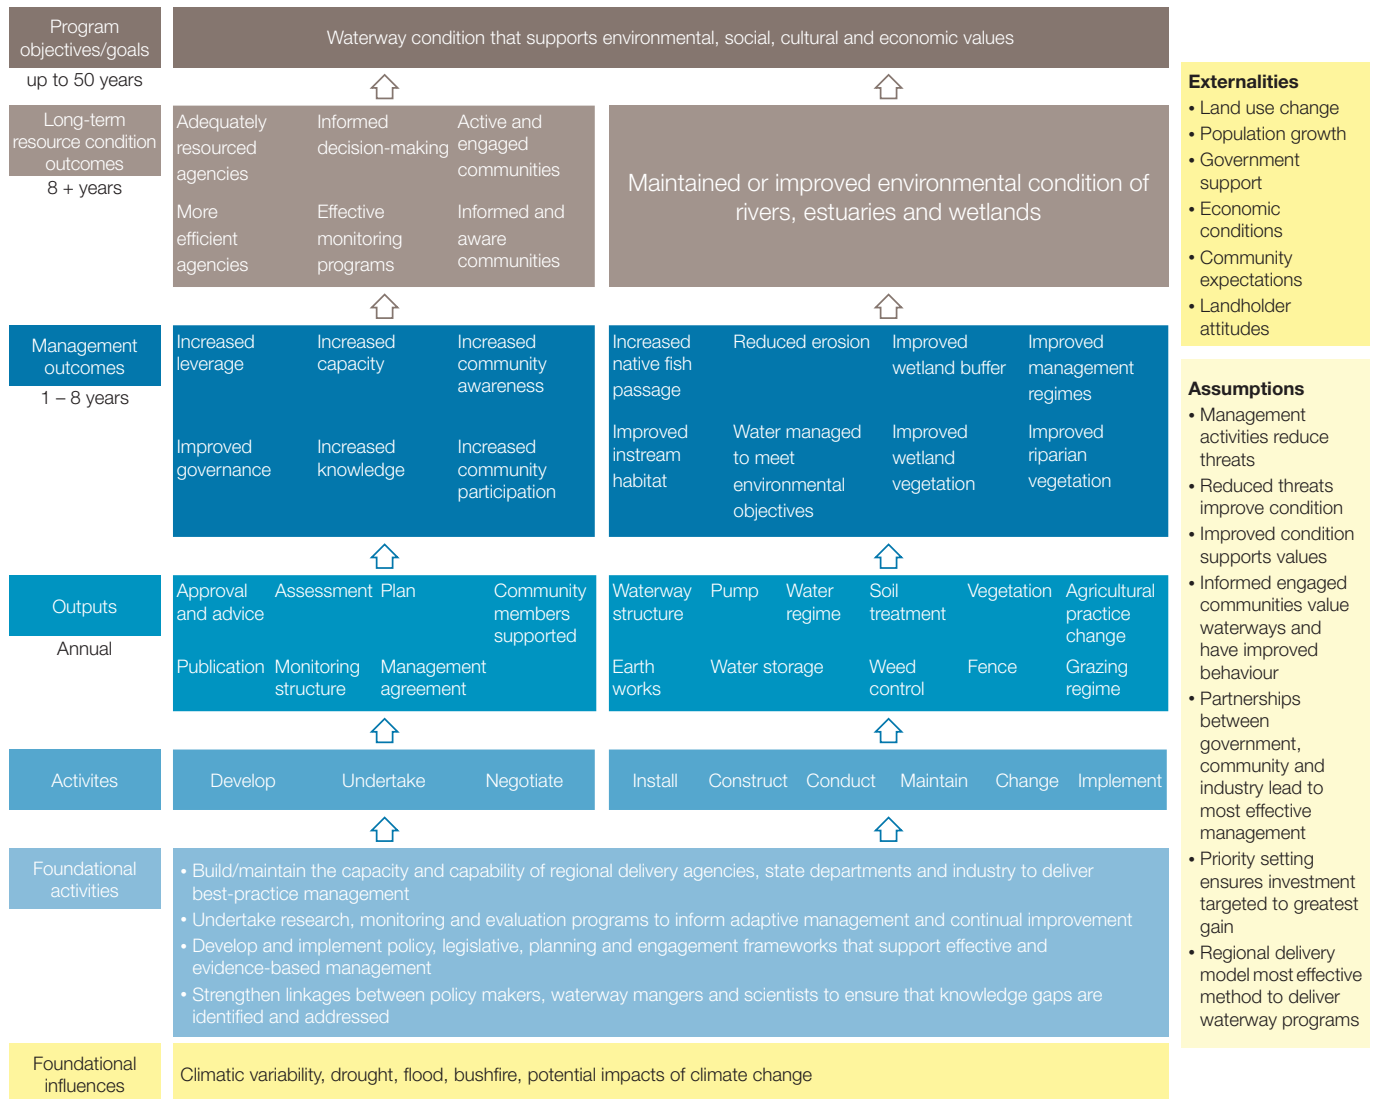 Program
objectives/goals
up to 50 years
Waterway condition that supports environmental, social, cultural and economic values
Long-term
resource condition
outcomes
8 + years
Adequately
resourced
agencies
Informed
decision-making
Active and
engaged
communities
More
efficient
agencies
Effective
monitoring
programs
Informed and
aware
communities
Maintained or improved environmental condition of
rivers, estuaries and wetlands
Management
outcomes
1 – 8 years
Increased
leverage
Increased
capacity
Increased
community
awareness
Improved
governance
Increased
knowledge
Increased
community
participation
Increased
native fish
passage
Reduced erosion
Improved
wetland buffer
Improved
management
regimes
Improved
instream
habitat
Water managed
to meet
environmental
objectives
Improved
wetland
vegetation
Improved
riparian
vegetation
Outputs
Annual
Approval
and advice
Assessment
Plan
Community
members
supported
Publication
Monitoring
structure
Management
agreement
Waterway
structure
Pump
Water
regime
Soil
treatment
Vegetation
Agricultural
practice
change
Earth
works
Water storage
Weed
control
Fence
Grazing
regime
Activites
Develop
Undertake
Negotiate
Install
Construct
Conduct
Maintain
Change
Implement
Foundational
activities
• Build/maintain the capacity and capability of regional delivery agencies, state departments and industry to deliver
best-practice management
• Undertake research, monitoring and evaluation programs to inform adaptive management and continual improvement
• Develop and implement policy, legislative, planning and engagement frameworks that support effective and
evidence-based management
• Strengthen linkages between policy makers, waterway mangers and scientists to ensure that knowledge gaps are
identified and addressed
Foundational
influences
Climatic variability, drought, flood, bushfire, potential impacts of climate change
Externalities
• Land use change
• Population growth
• Government
support
• Economic
conditions
• Community
expectations
• Landholder
attitudes
Assumptions
• Management
activities reduce
threats
• Reduced threats
improve condition
• Improved condition
supports values
• Informed engaged
communities value
waterways and
have improved
behaviour
• Partnerships
between
government,
community and
industry lead to
most effective
management
• Priority setting
ensures investment
targeted to greatest
gain
• Regional delivery
model most effective
method to deliver
waterway programs